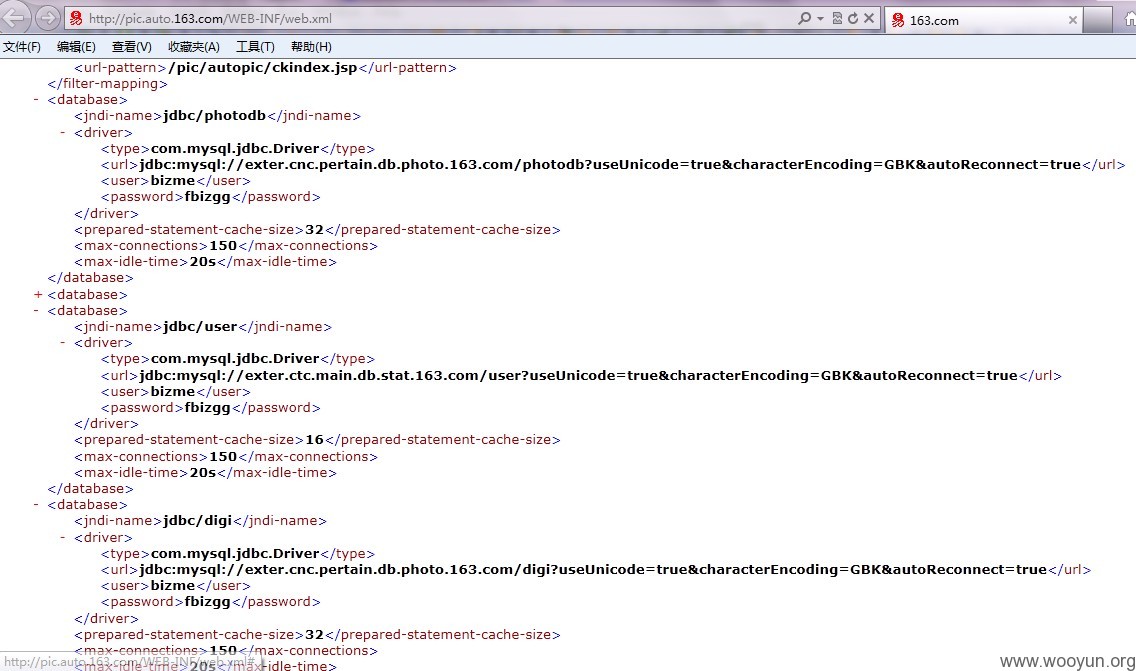 http://pic.auto.163.com/WEB-INF/web.xml
163.com
文件(F) 编辑(E) 查看(V) 收藏夹(A) 工具(T) 帮助(H)
<url-pattern>/pic/autopic/ckindex.jsp</url-pattern>
</filter-mapping>
- <database>
<jndi-name>jdbc/photodb</jndi-name>
- <driver>
<type>com.mysql.jdbc.Driver</type>
<url>jdbc:mysql://exter.cnc.pertain.db.photo.163.com/photodb?useUnicode=true&characterEncoding=GBK&autoReconnect=true</url>
<user>bizme</user>
<password>fbizgg</password>
</driver>
<prepared-statement-cache-size>32</prepared-statement-cache-size>
<max-connections>150</max-connections>
<max-idle-time>20s</max-idle-time>
</database>
+ <database>
- <database>
<jndi-name>jdbc/user</jndi-name>
- <driver>
<type>com.mysql.jdbc.Driver</type>
<url>jdbc:mysql://exter.ctc.main.db.stat.163.com/user?useUnicode=true&characterEncoding=GBK&autoReconnect=true</url>
<user>bizme</user>
<password>fbizgg</password>
</driver>
<prepared-statement-cache-size>16</prepared-statement-cache-size>
<max-connections>150</max-connections>
<max-idle-time>20s</max-idle-time>
</database>
- <database>
<jndi-name>jdbc/digi</jndi-name>
- <driver>
<type>com.mysql.jdbc.Driver</type>
<url>jdbc:mysql://exter.cnc.pertain.db.photo.163.com/digi?useUnicode=true&characterEncoding=GBK&autoReconnect=true</url>
<user>bizme</user>
<password>fbizgg</password>
</driver>
<prepared-statement-cache-size>32</prepared-statement-cache-size>
<max-connections>150</max-connections>
<max-idle-time>20s</max-idle-time>
http://pic.auto.163.com/WEB-INF/web.xml#
www.wooyun.org